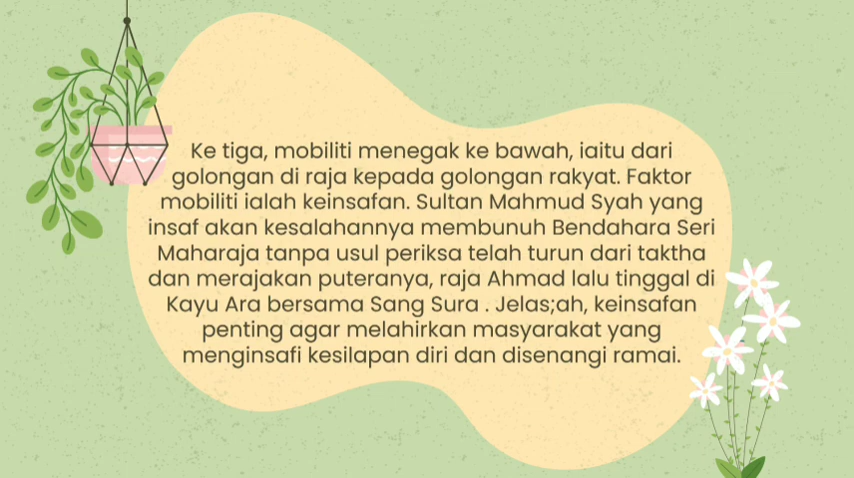 Ke tiga, mobiliti menegak ke bawah, iaitu dari
golongan di raja kepada golongan rakyat. Faktor
mobiliti ialah keinsafan. Sultan Mahmud Syah yang
insaf akan kesalahannya membunuh Bendahara Seri
Maharaja tanpa usul periksa telah turun dari taktha
dan merajakan puteranya, raja Ahmad lalu tinggal di
Kayu Ara bersama Sang Sura . Jelas;ah, keinsafan
penting agar melahirkan masyarakat yang
menginsafi kesilapan diri dan disenangi ramai.